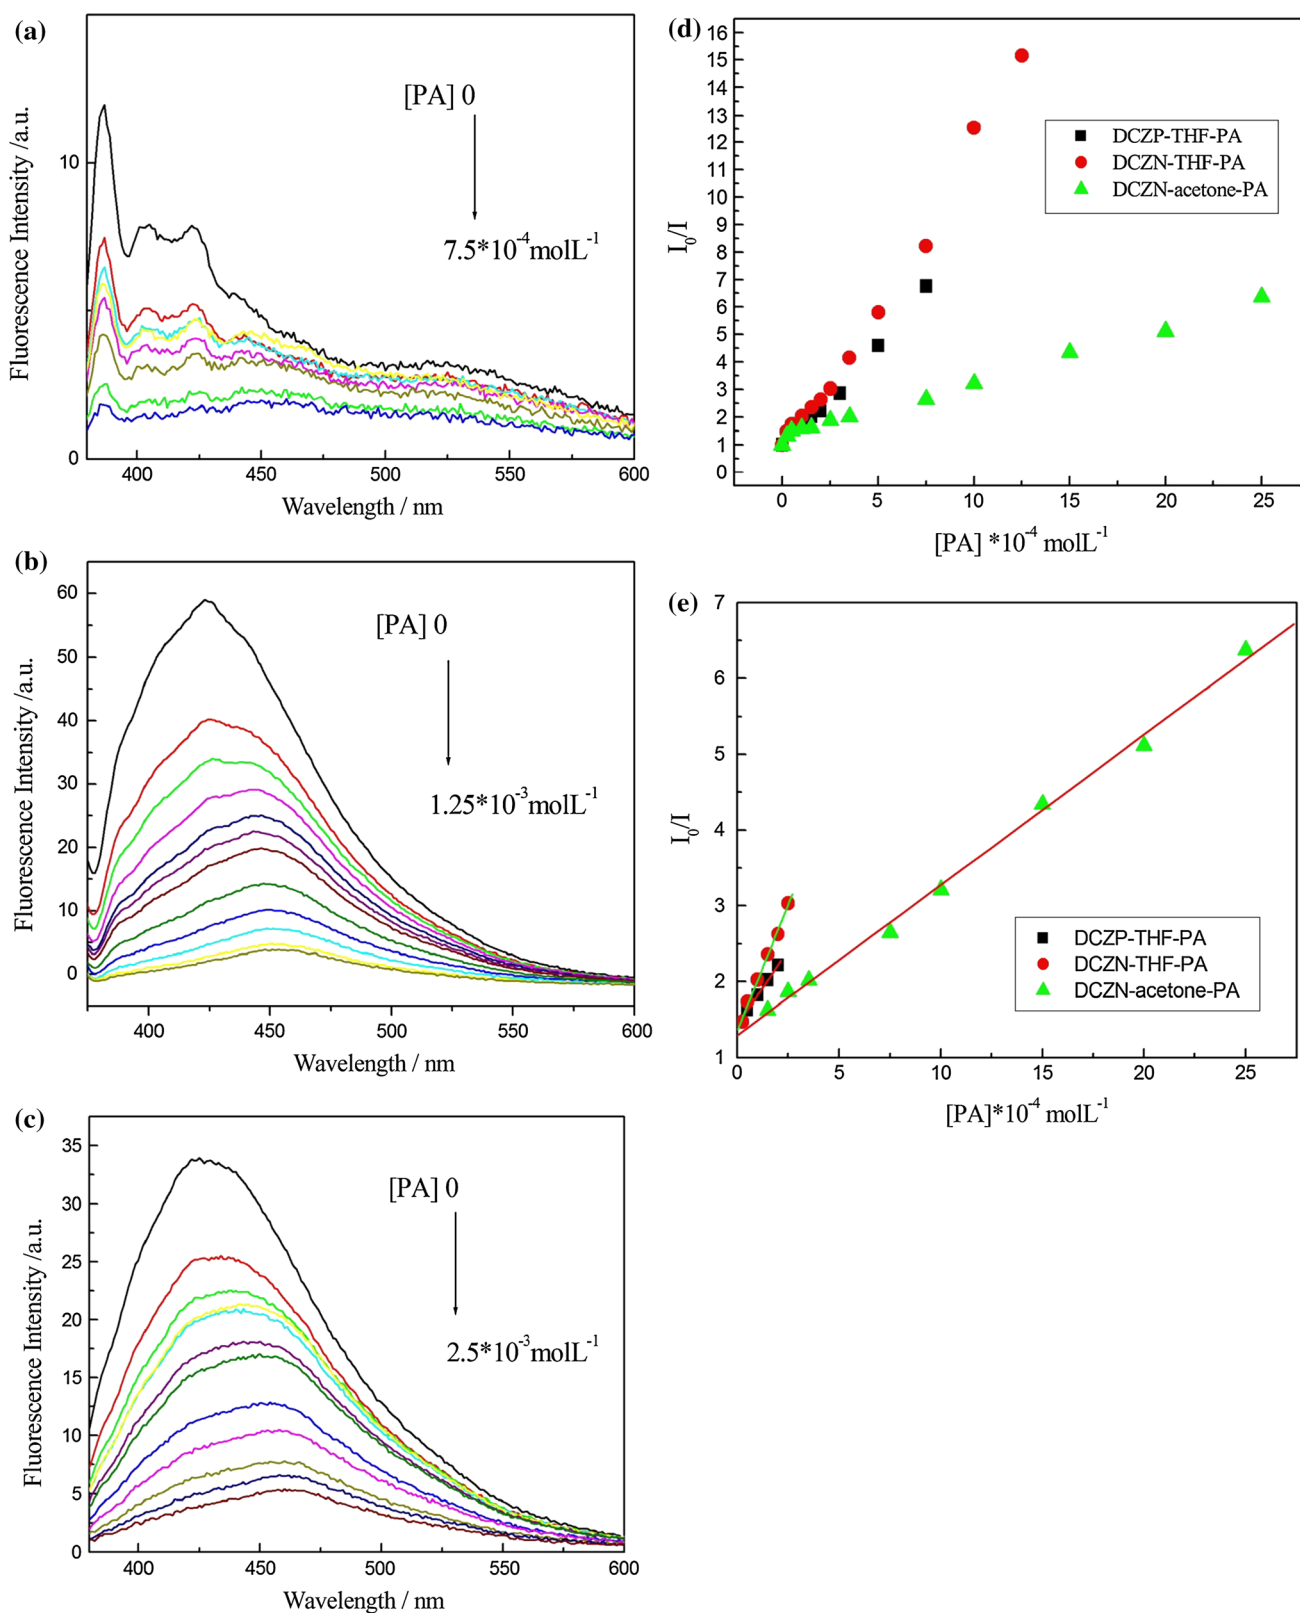 (a)
Fluorescence Intensity /a.u.
10
0
[PA] 0
7.5*10-4molL-1
400 450 500 550 600
Wavelength / nm
(b)
Fluorescence Intensity /a.u.
60
50
40
30
20
10
0
[PA] 0
1.25*10-3molL-1
400 450 500 550 600
Wavelength / nm
(c)
Fluorescence Intensity /a.u.
35
30
25
20
15
10
5
0
[PA] 0
2.5*10-3molL-1
400 450 500 550 600
Wavelength / nm
(d)
I0/I
16
15
14
13
12
11
10
9
8
7
6
5
4
3
2
1
0
DCZP-THF-PA
DCZN-THF-PA
DCZN-acetone-PA
0 5 10 15 20 25
[PA] *10-4 molL-1
(e)
I0/I
7
6
5
4
3
2
1
DCZP-THF-PA
DCZN-THF-PA
DCZN-acetone-PA
0 5 10 15 20 25
[PA]*10-4 molL-1